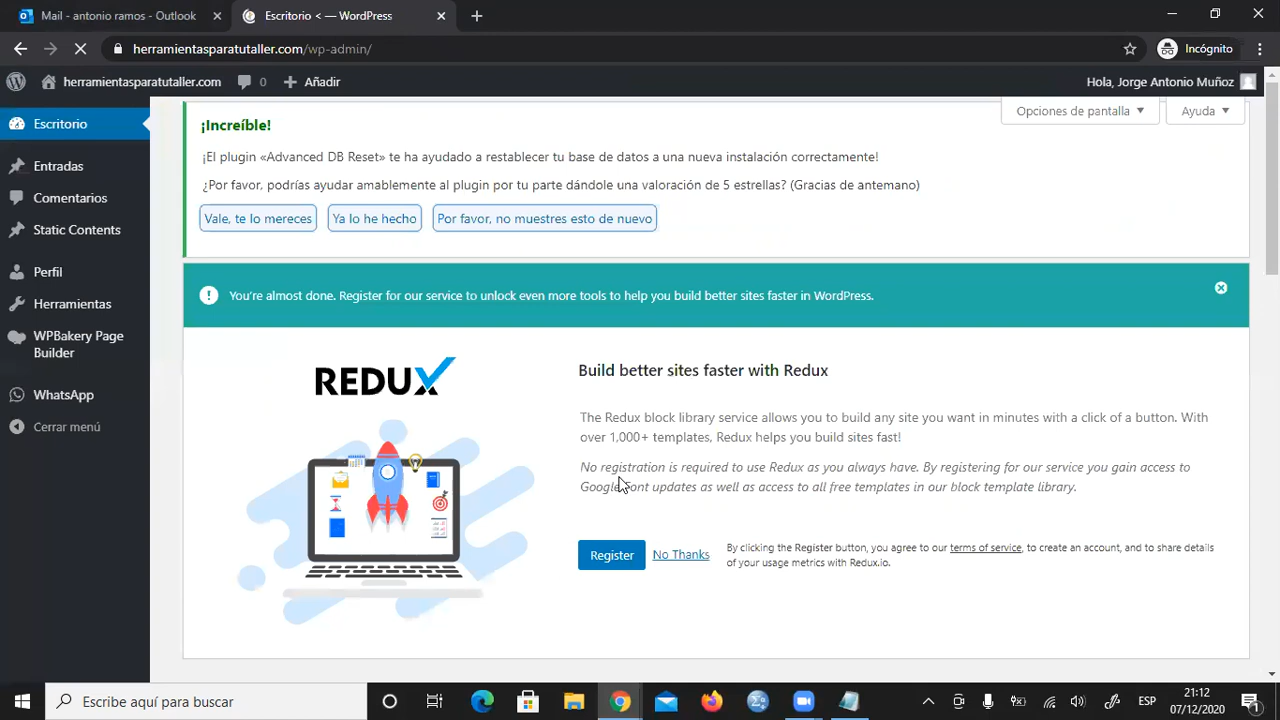 Mail - antonio ramos - Outlook
Escritorio < — WordPress
herramientasparatutaller.com/wp-admin/
Incógnito
herramientasparatutaller.com
0
Añadir
Hola, Jorge Antonio Muñoz
Escritorio
Entradas
Comentarios
Static Contents
Perfil
Herramientas
WPBakery Page
Builder
WhatsApp
Cerrar menú
Opciones de pantalla
Ayuda
¡Increíble!
¡El plugin «Advanced DB Reset» te ha ayudado a restablecer tu base de datos a una nueva instalación correctamente!
¿Por favor, podrías ayudar amablemente al plugin por tu parte dándole una valoración de 5 estrellas? (Gracias de antemano)
Vale, te lo mereces
Ya lo he hecho
Por favor, no muestres esto de nuevo
You're almost done. Register for our service to unlock even more tools to help you build better sites faster in WordPress.
REDUX
Build better sites faster with Redux
The Redux block library service allows you to build any site you want in minutes with a click of a button. With
over 1,000+ templates, Redux helps you build sites fast!
No registration is required to use Redux as you always have. By registering for our service you gain access to
Google Font updates as well as access to all free templates in our block template library.
Register
No Thanks
By clicking the Register button, you agree to our terms of service, to create an account, and to share details
of your usage metrics with Redux.io.
Escribe aquí para buscar
ESP
21:12
07/12/2020
1